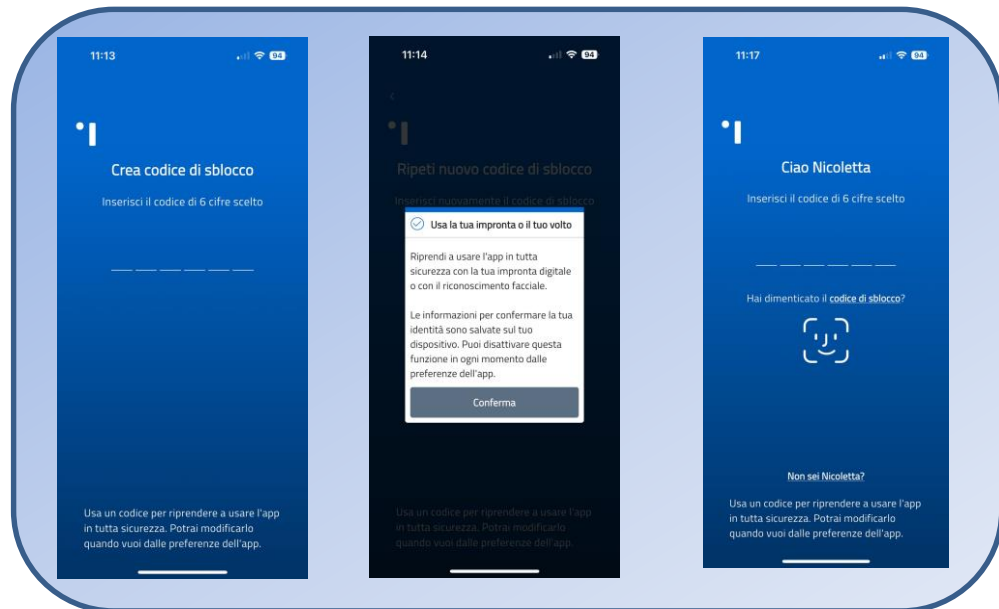 11:13
94
Crea codice di sblocco
Inserisci il codice di 6 cifre scelto
Usa un codice per riprendere a usare l'app
in tutta sicurezza. Potrai modificarlo
quando vuoi dalle preferenze dell'app.
11:14
94
Ripeti nuovo codice di sblocco
Inserisci nuovamente il codice di sblocco
Usa la tua impronta o il tuo volto
Riprendi a usare l'app in tutta
sicurezza con la tua impronta digitale
o con il riconoscimento facciale.
Le informazioni per confermare la tua
identità sono salvate sul tuo
dispositivo. Puoi disattivare questa
funzione in ogni momento dalle
preferenze dell'app.
Conferma
Usa un codice per riprendere a usare l'app
in tutta sicurezza. Potrai modificarlo
quando vuoi dalle preferenze dell'app.
11:17
94
Ciao Nicoletta
Inserisci il codice di 6 cifre scelto
Hai dimenticato il codice di sblocco?
Non sei Nicoletta?
Usa un codice per riprendere a usare l'app
in tutta sicurezza. Potrai modificarlo
quando vuoi dalle preferenze dell'app.